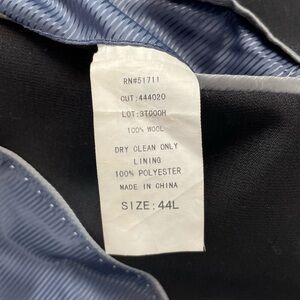 RN#51711
CUT:444020
LOT:3T000H
100% WOOL
DRY CLEAN ONLY
LINING
100% POLYESTER
MADE IN CHINA
SIZE:44L